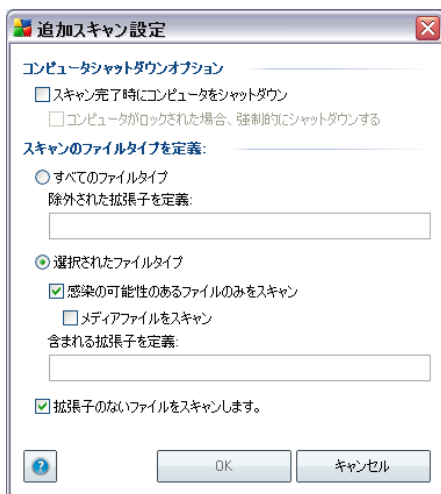 追加スキャン設定
コンピュータシャットダウンオプション
スキャン完了時にコンピュータをシャットダウン
コンピュータがロックされた場合、強制的にシャットダウンする
スキャンのファイルタイプを定義:
すべてのファイルタイプ
除外された拡張子を定義:
選択されたファイルタイプ
感染の可能性のあるファイルのみをスキャン
メディアファイルをスキャン
含まれる拡張子を定義:
拡張子のないファイルをスキャンします。
?
OK
キャンセル